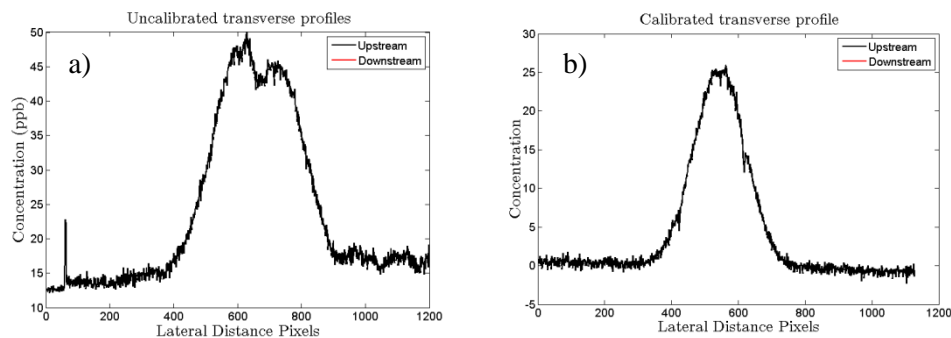 Uncalibrated transverse profiles
a)
Upstream
Downstream
Concentration (ppb)
50
45
40
35
30
25
20
15
10
0 200 400 600 800 1000 1200
Lateral Distance Pixels
Calibrated transverse profile
b)
Upstream
Downstream
Concentration
30
25
20
15
10
5
0
-5
0 200 400 600 800 1000 1200
Lateral Distance Pixels